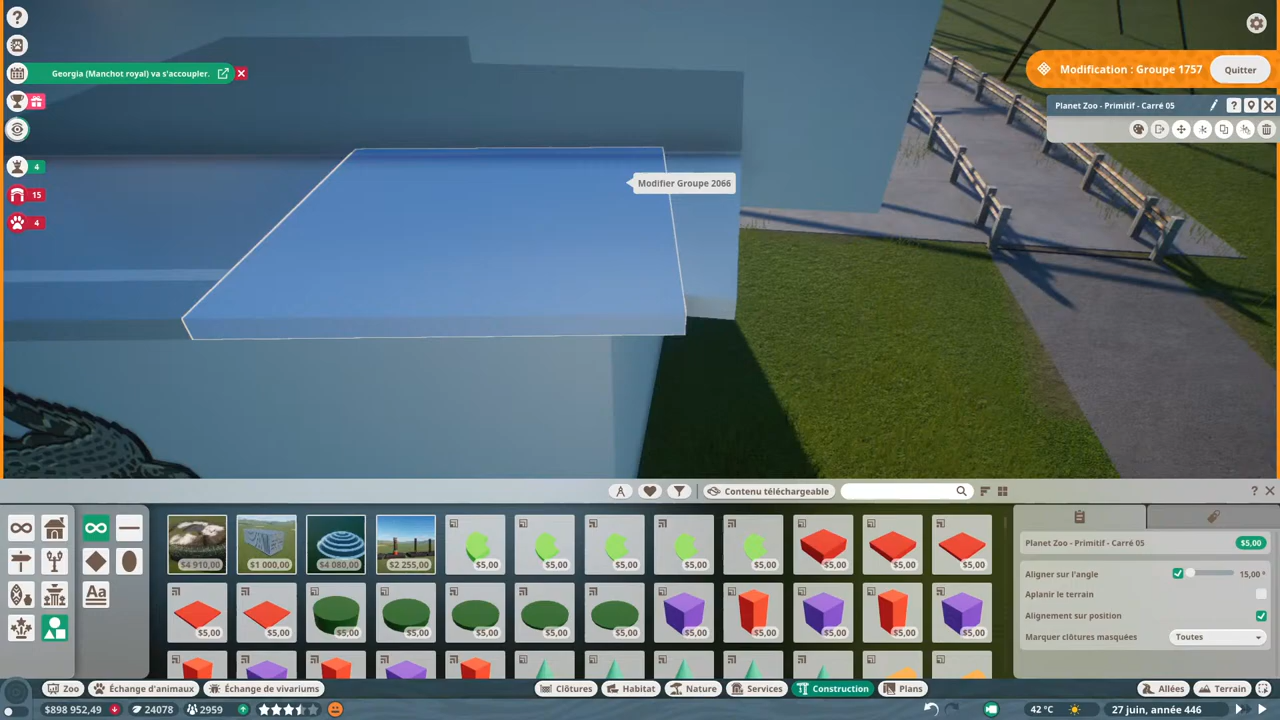 ?
Georgia (Manchot royal) va s'accoupler.
4
15
4
Modification : Groupe 1757
Quitter
Planet Zoo - Primitif - Carré 05
?
Modifier Groupe 2066
Contenu téléchargeable
?
$4 910,00
$1 000,00
$4 080,00
$2 255,00
$5,00
$5,00
$5,00
$5,00
$5,00
$5,00
$5,00
$5,00
Aa
$5,00
$5,00
$5,00
$5,00
$5,00
$5,00
$5,00
$5,00
$5,00
$5,00
$5,00
$5,00
Planet Zoo - Primitif - Carré 05
$5,00
Aligner sur l'angle
15,00 °
Aplanir le terrain
Alignement sur position
Marquer clôtures masquées
Toutes
Zoo
Échange d'animaux
Échange de vivariums
Clôtures
Habitat
Nature
Services
Construction
Plans
Allées
Terrain
$898 952,49
24078
2959
42 °C
27 juin, année 446